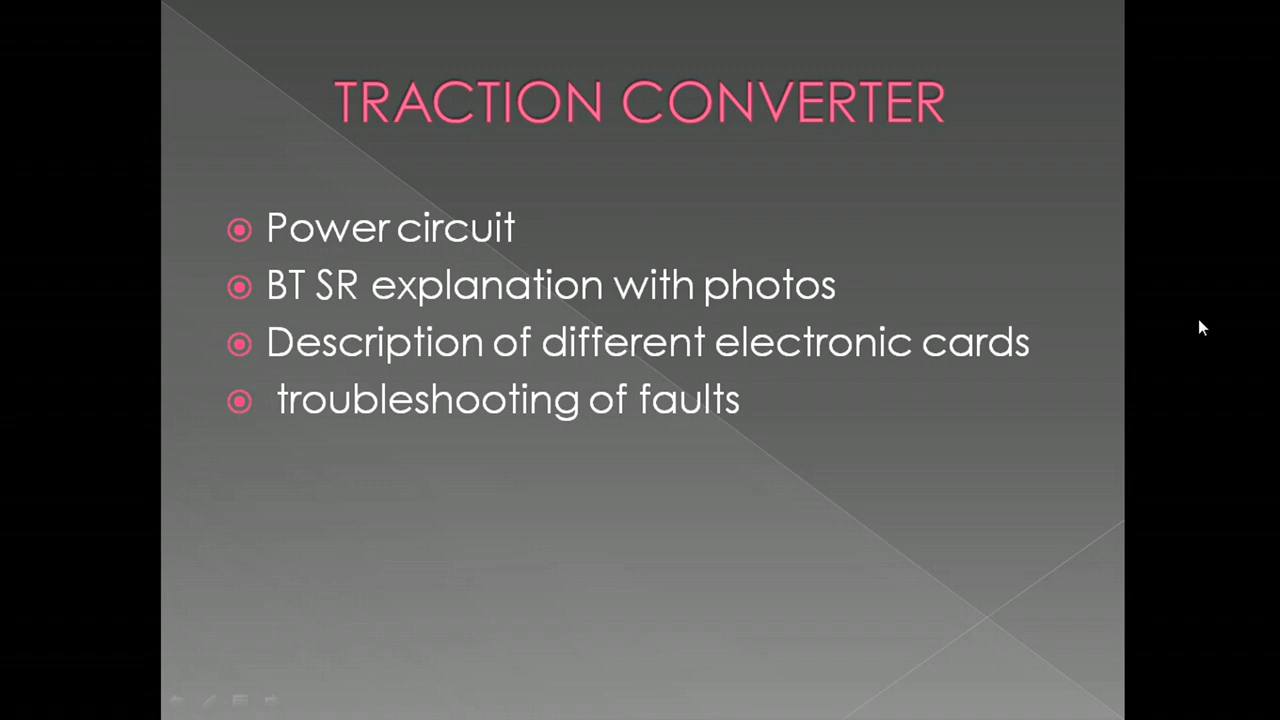 TRACTION CONVERTER
Power circuit
BT SR explanation with photos
Description of different electronic cards
troubleshooting of faults